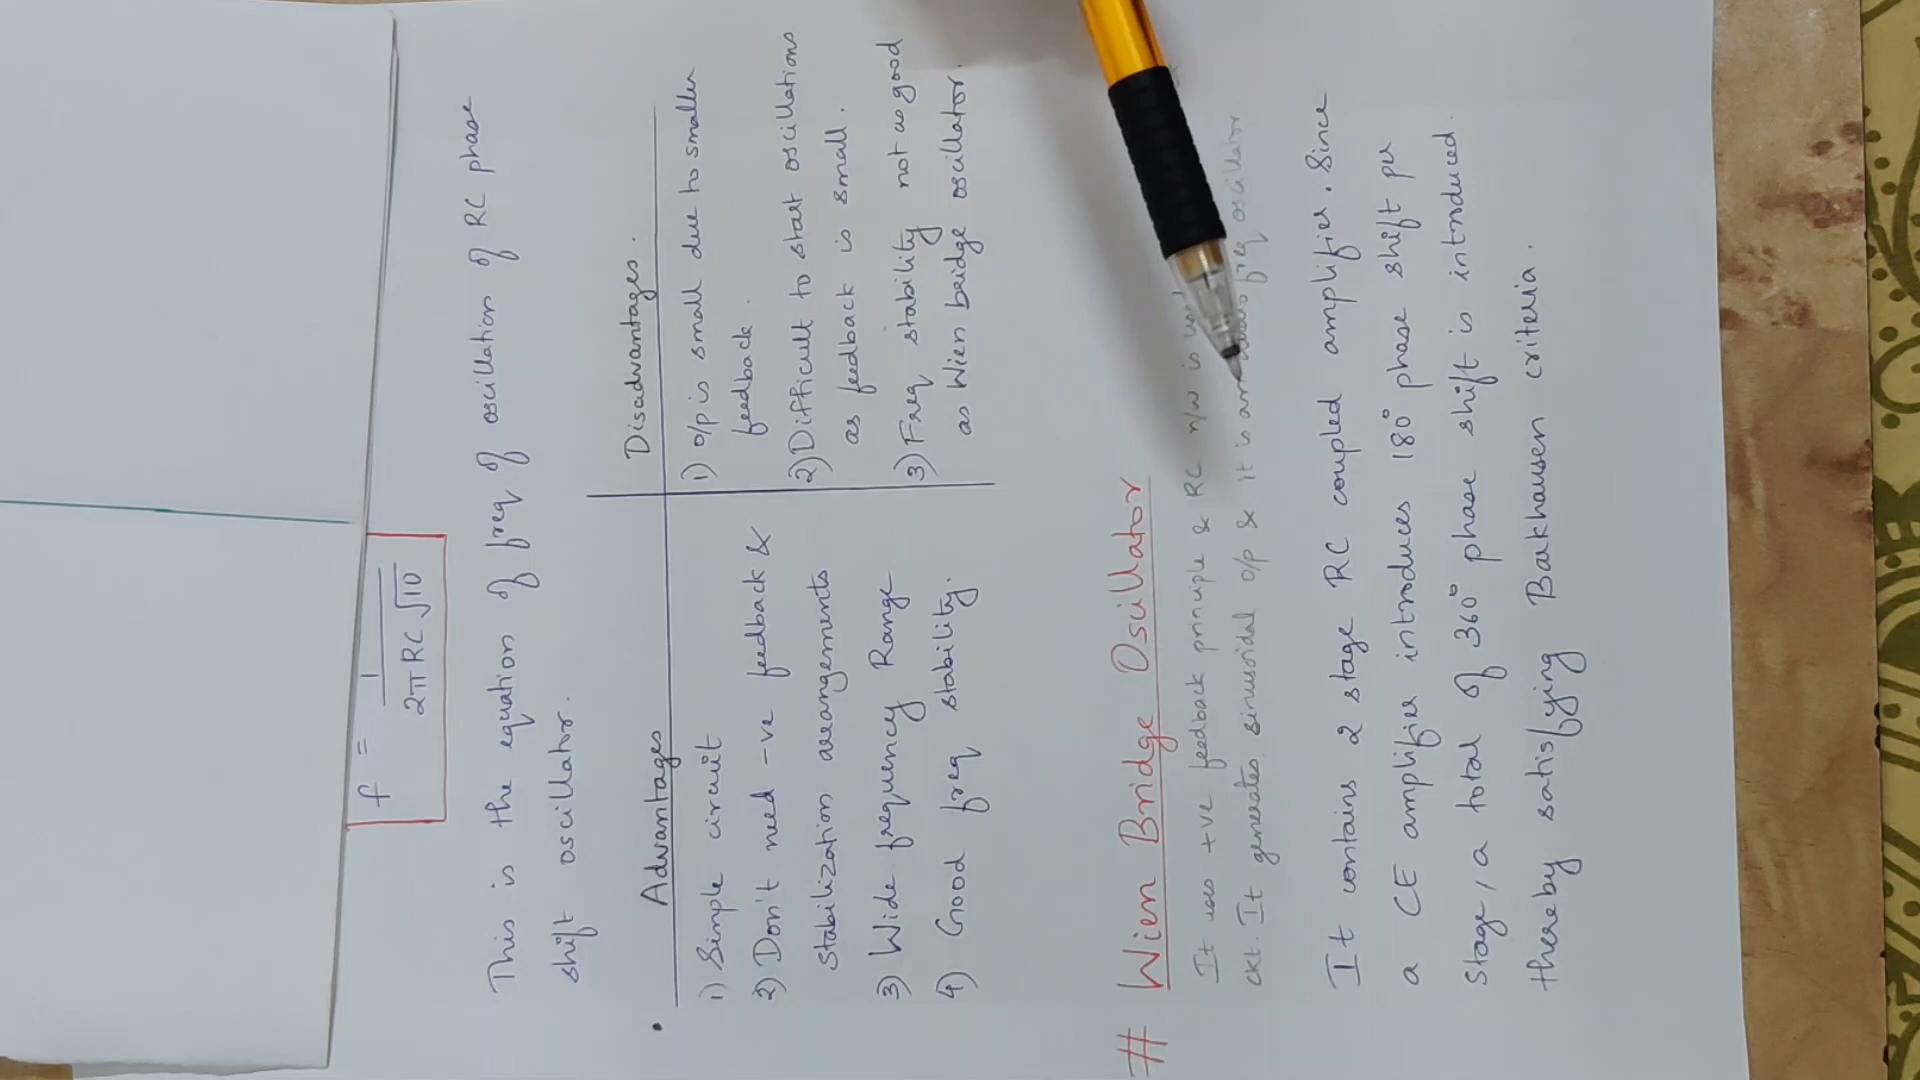 f = 1
2π RC √10
This is the equation of freq of oscillation of RC phase
shift oscillator.
Advantages
1) Simple circuit
2) Don't need -ve feedback &
Stabilization arrangements
3) Wide frequency Range
4) Good freq stability.
Disadvantages.
1) o/p is small due to smaller
feedback.
2) Difficult to start oscillations
as feedback is small.
3) Freq stability not as good
as Wien bridge oscillator.
# Wien Bridge Oscillator
It uses +ve feedback principle & RC n/w is
ckt. It generates sinusoidal o/p & it is an freq oscillator
It contains 2 stage RC coupled amplifier. Since
a CE amplifier introduces 180° phase shift per
stage, a total of 360° phase shift is introduced.
thereby satisfying Barkhausen criteria.